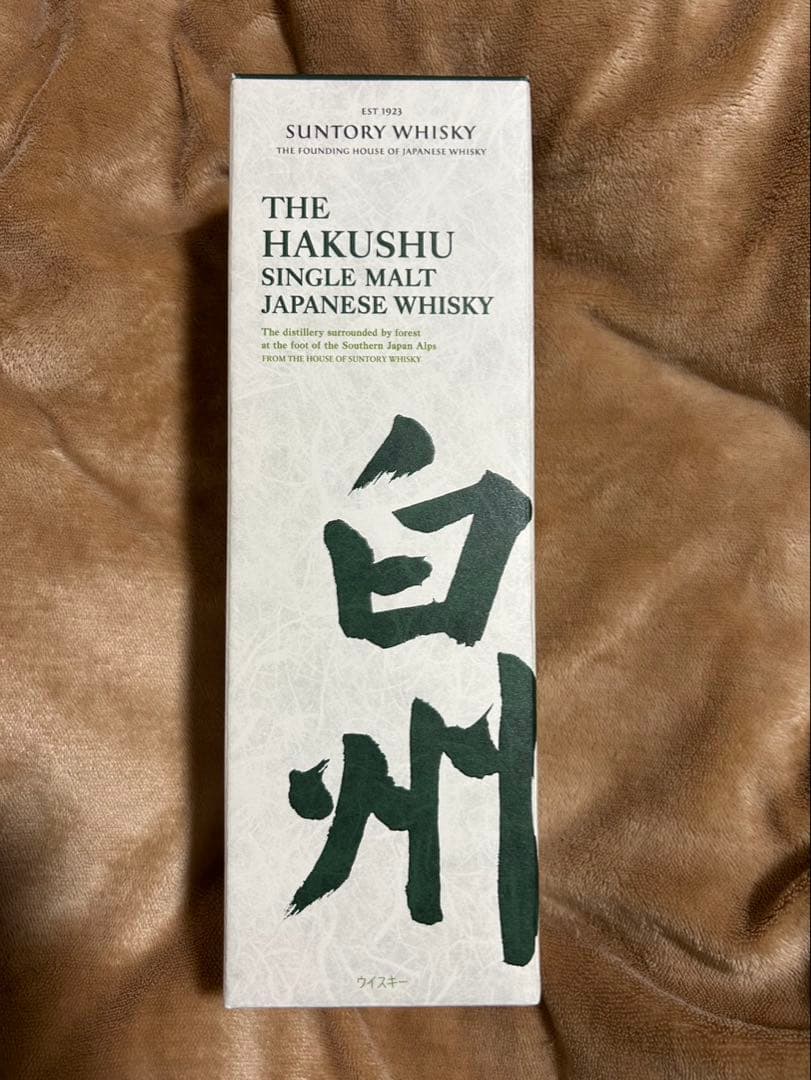 EST 1923
SUNTORY WHISKY
THE FOUNDING HOUSE OF JAPANESE WHISKY
THE
HAKUSHU
SINGLE MALT
JAPANESE WHISKY
The distillery surrounded by forest
at the foot of the Southern Japan Alps
FROM THE HOUSE OF SUNTORY WHISKY
白
州
ウイスキー